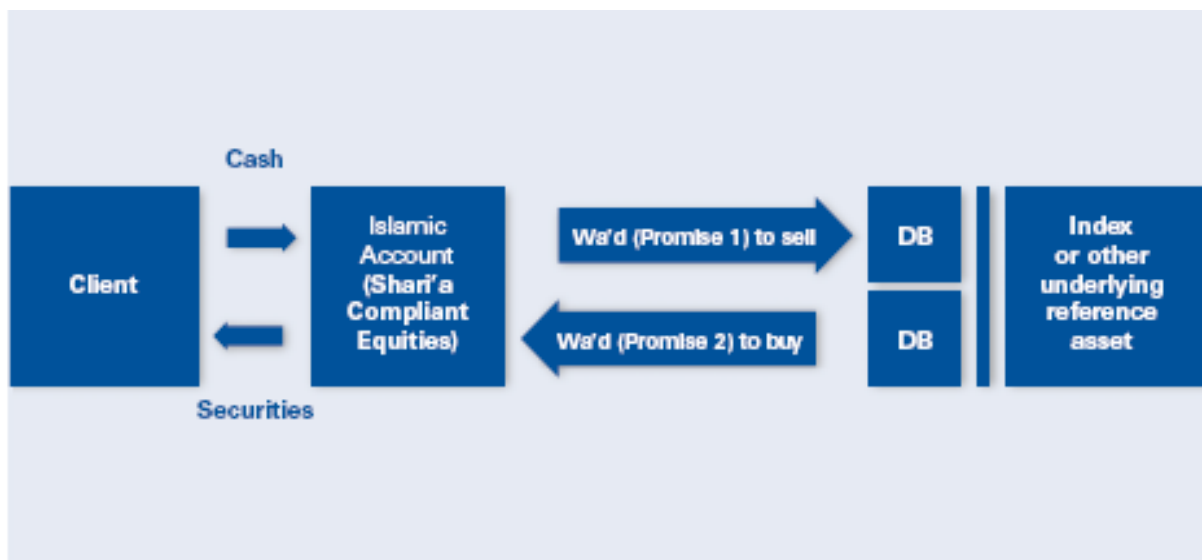 Cash
Client
Islamic
Account
(Shari'a
Compliant
Equities)
Securities
Wa'd (Promise 1) to sell
Wa'd (Promise 2) to buy
DB
DB
Index
or other
underlying
reference
asset